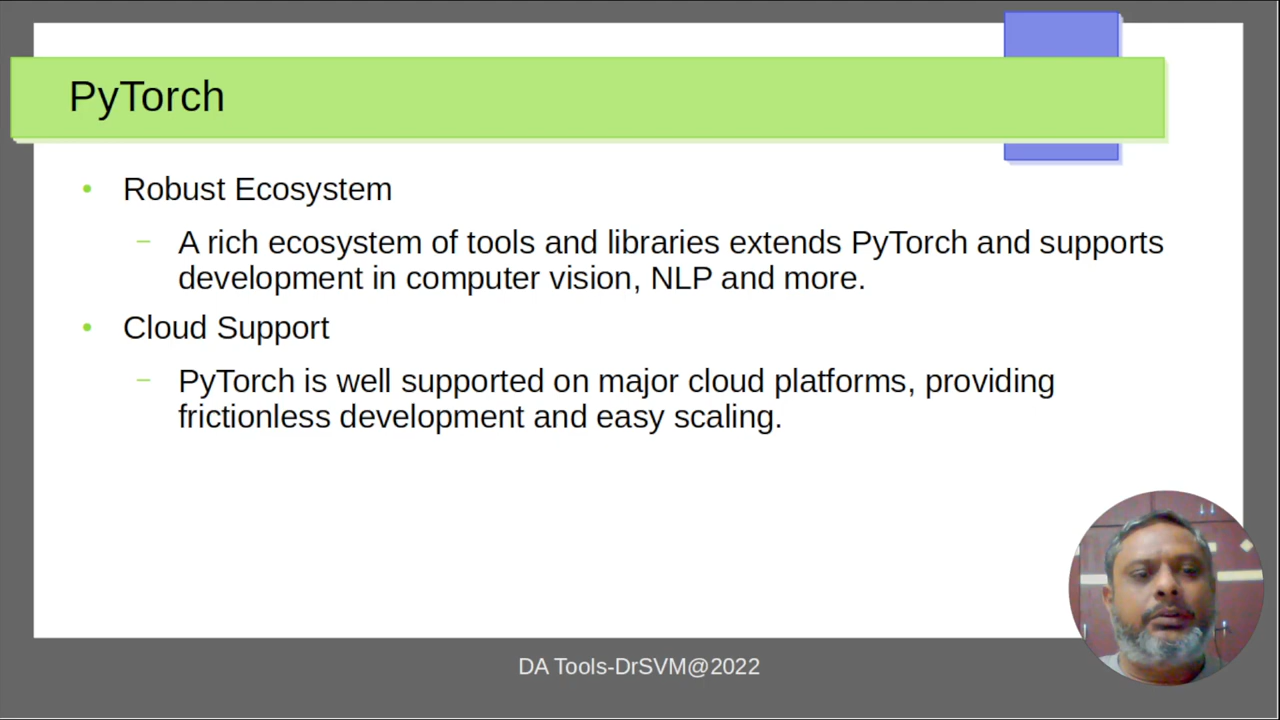 PyTorch
• Robust Ecosystem
– A rich ecosystem of tools and libraries extends PyTorch and supports
development in computer vision, NLP and more.
• Cloud Support
– PyTorch is well supported on major cloud platforms, providing
frictionless development and easy scaling.
DA Tools-DrSVM@2022